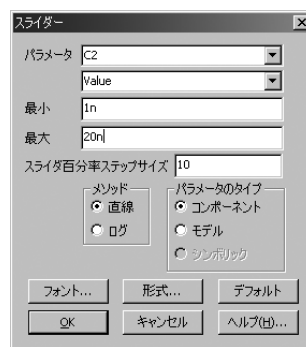 スライダー
パラメータ C2
Value
最小 1n
最大 20n
スライダ百分率ステップサイズ 10
メソッド
直線
ログ
パラメータのタイプ
コンポーネント
モデル
シンボリック
フォント... 形式... デフォルト
OK キャンセル ヘルプ(H)...